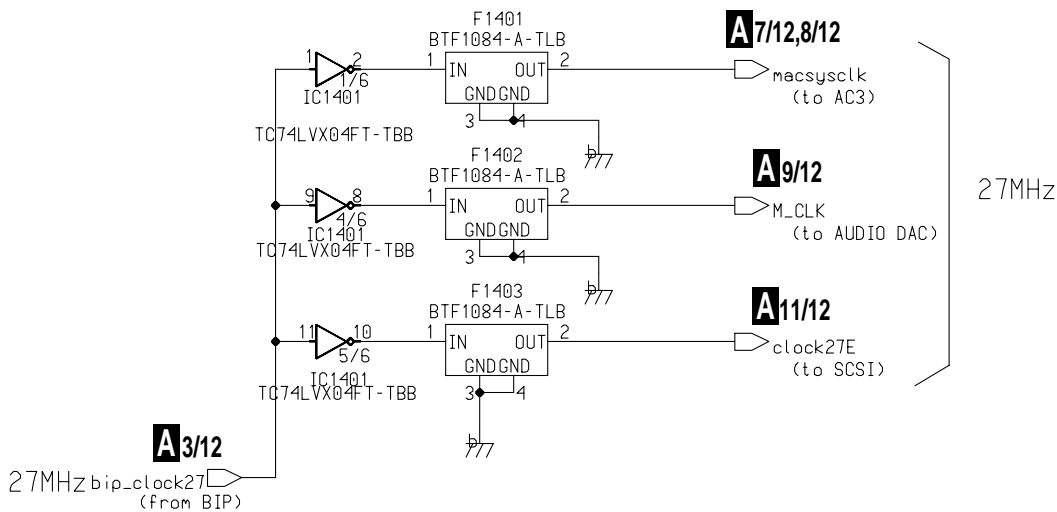 F1401
BTF1084-A-TLB
A 7/12,8/12
1 2
1/6
IC1401
TC74LVX04FT-TBB
1 IN OUT 2
GND GND
3 4
macsysclk
(to AC3)
F1402
BTF1084-A-TLB
A 9/12
9 8
4/6
IC1401
TC74LVX04FT-TBB
1 IN OUT 2
GND GND
3 4
M_CLK
(to AUDIO DAC)
27MHz
F1403
BTF1084-A-TLB
A 11/12
11 10
5/6
IC1401
TC74LVX04FT-TBB
1 IN OUT 2
GND GND
3 4
clock27E
(to SCSI)
A 3/12
27MHz bip_clock27
(from BIP)